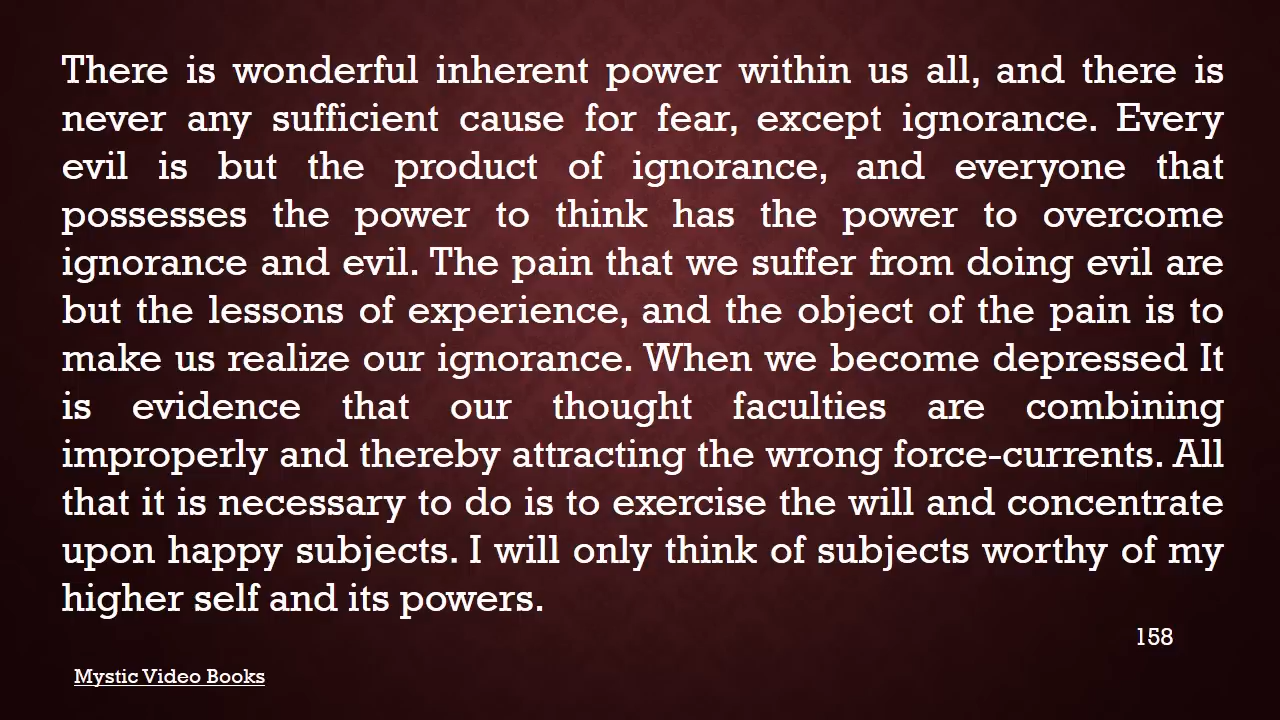 There is wonderful inherent power within us all, and there is
never any sufficient cause for fear, except ignorance. Every
evil is but the product of ignorance, and everyone that
possesses the power to think has the power to overcome
ignorance and evil. The pain that we suffer from doing evil are
but the lessons of experience, and the object of the pain is to
make us realize our ignorance. When we become depressed It
is evidence that our thought faculties are combining
improperly and thereby attracting the wrong force-currents. All
that it is necessary to do is to exercise the will and concentrate
upon happy subjects. I will only think of subjects worthy of my
higher self and its powers.
158
Mystic Video Books